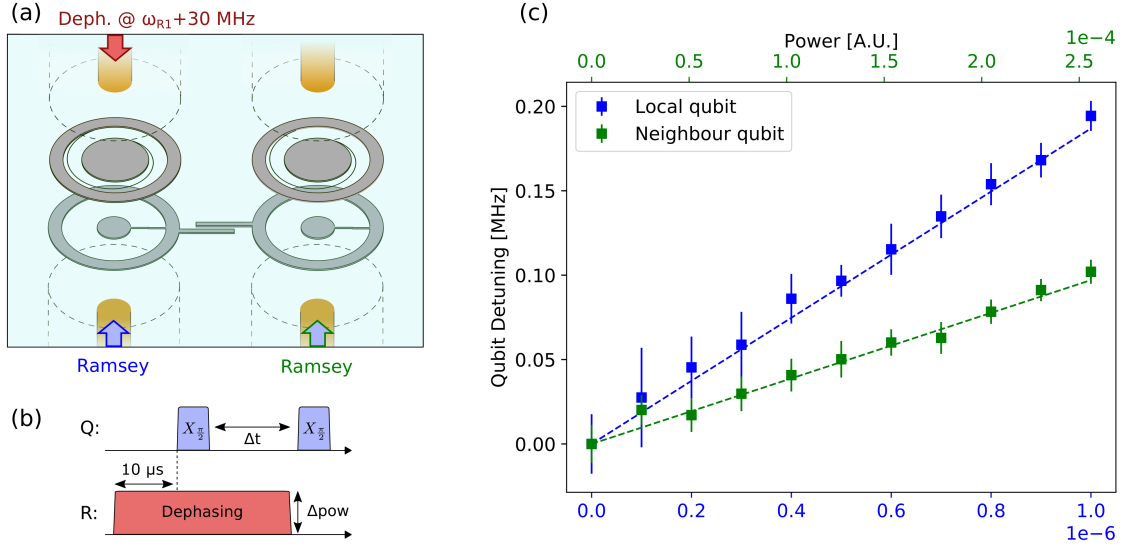 (a)
Deph. @ ωR1+30 MHz
Ramsey
Ramsey
(b)
Q:
Xπ/2
Xπ/2
Δt
10 μs
R:
Dephasing
Δpow
(c)
Power [A.U.]
1e−4
0.0 0.5 1.0 1.5 2.0 2.5
Local qubit
Neighbour qubit
Qubit Detuning [MHz]
0.20
0.15
0.10
0.05
0.00
0.0 0.2 0.4 0.6 0.8 1.0
1e−6